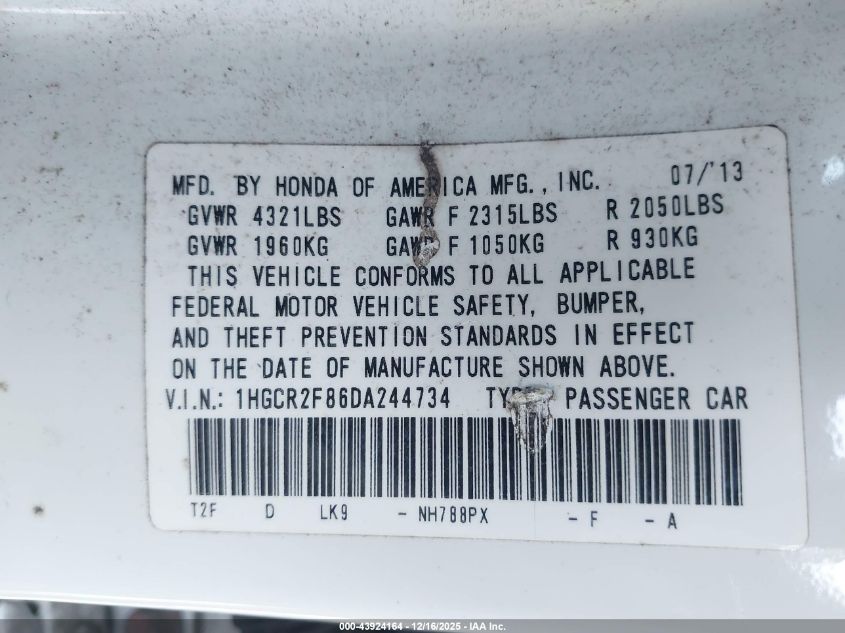 MFD. BY HONDA OF AMERICA MFG., INC. 07/'13
GVWR 4321LBS GAWR F 2315LBS R 2050LBS
GVWR 1960KG GAWR F 1050KG R 930KG
THIS VEHICLE CONFORMS TO ALL APPLICABLE
FEDERAL MOTOR VEHICLE SAFETY, BUMPER,
AND THEFT PREVENTION STANDARDS IN EFFECT
ON THE DATE OF MANUFACTURE SHOWN ABOVE.
V.I.N.: 1HGCR2F86DA244734 TYPE: PASSENGER CAR
T2F D LK9 - NH788PX - F - A
000-43924164 - 12/16/2025 - IAA Inc.